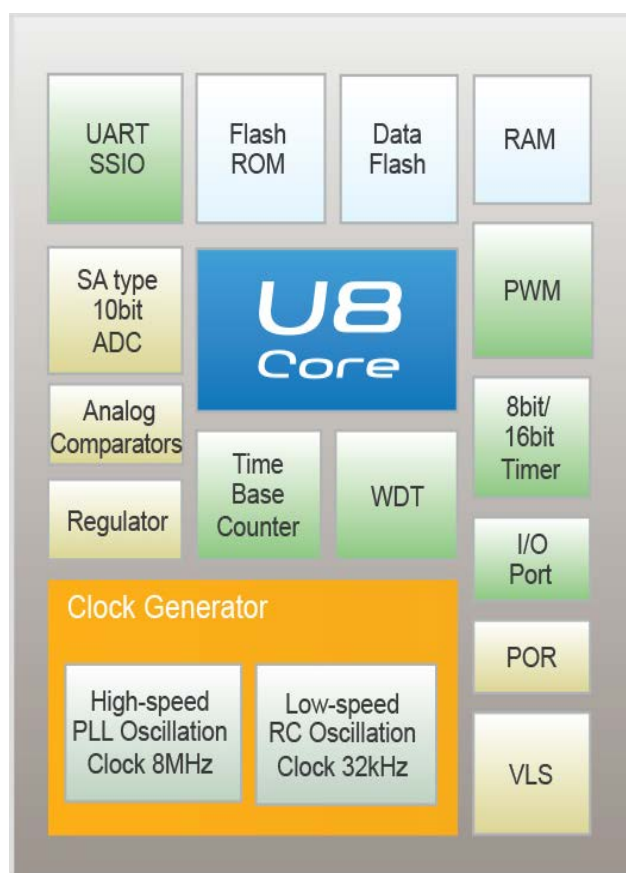 UART
SSIO
Flash
ROM
Data
Flash
RAM
SA type
10bit
ADC
U8
Core
PWM
Analog
Comparators
Time
Base
Counter
WDT
8bit/
16bit
Timer
Regulator
I/O
Port
Clock Generator
High-speed
PLL Oscillation
Clock 8MHz
Low-speed
RC Oscillation
Clock 32kHz
POR
VLS